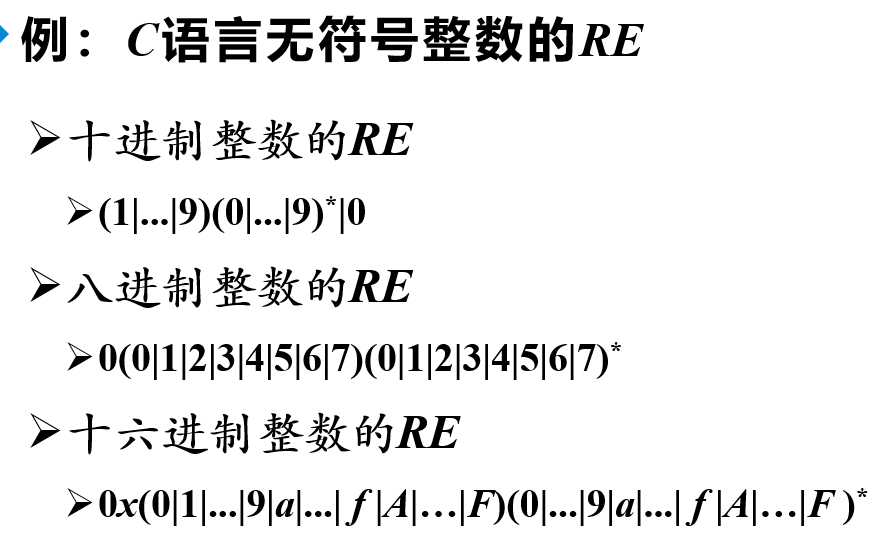 例：C语言无符号整数的RE
➢十进制整数的RE
➢(1|...|9)(0|...|9)*|0
➢八进制整数的RE
➢0(0|1|2|3|4|5|6|7)(0|1|2|3|4|5|6|7)*
➢十六进制整数的RE
➢0x(0|1|...|9|a|...|f|A|…|F)(0|...|9|a|...|f|A|…|F)*